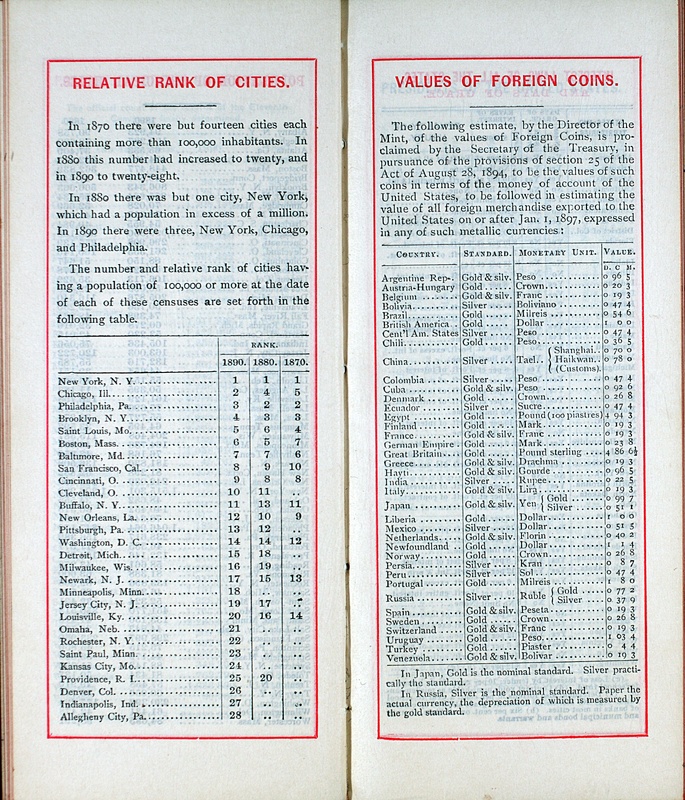 RELATIVE RANK OF CITIES.
In 1870 there were but fourteen cities each
containing more than 100,000 inhabitants. In
1880 this number had increased to twenty, and
in 1890 to twenty-eight.
In 1880 there was but one city, New York,
which had a population in excess of a million.
In 1890 there were three, New York, Chicago,
and Philadelphia.
The number and relative rank of cities hav-
ing a population of 100,000 or more at the date
of each of these censuses are set forth in the
following table.
RANK.
1890. 1880. 1870.
New York, N. Y. 1 1 1
Chicago, Ill. 2 4 5
Philadelphia, Pa. 3 2 2
Brooklyn, N. Y. 4 3 3
Saint Louis, Mo. 5 6 4
Boston, Mass. 6 5 7
Baltimore, Md. 7 7 6
San Francisco, Cal. 8 9 10
Cincinnati, O. 9 8 8
Cleveland, O. 10 11 ..
Buffalo, N. Y. 11 13 11
New Orleans, La. 12 10 9
Pittsburg, Pa. 13 12 ..
Washington, D. C. 14 14 12
Detroit, Mich. 15 18 ..
Milwaukee, Wis. 16 19 ..
Newark, N. J. 17 15 13
Minneapolis, Minn. 18 .. ..
Jersey City, N. J. 19 17 ..
Louisville, Ky. 20 16 14
Omaha, Neb. 21 .. ..
Rochester, N. Y. 22 .. ..
Saint Paul, Minn. 23 .. ..
Kansas City, Mo. 24 .. ..
Providence, R. I. 25 20 ..
Denver, Col. 26 .. ..
Indianapolis, Ind. 27 .. ..
Allegheny City, Pa. 28 .. ..
VALUES OF FOREIGN COINS.
The following estimate, by the Director of the
Mint, of the values of Foreign Coins, is pro-
claimed by the Secretary of the Treasury, in
pursuance of the provisions of section 25 of the
Act of August 28, 1894, to be the values of such
coins in terms of the money of account of the
United States, to be followed in estimating the
value of all foreign merchandise exported to the
United States on or after Jan. 1, 1897, expressed
in any of such metallic currencies:
COUNTRY. STANDARD. MONETARY UNIT. VALUE.
D. C M.
Argentine Rep. Gold & silv. Peso 0 96 5
Austria-Hungary Gold Crown 0 20 3
Belgium Gold & silv. Franc 0 19 3
Bolivia Silver Boliviano 0 47 4
Brazil Gold Milreis 0 54 6
British America Gold Dollar 1 0 0
Cent'l Am. States Silver Peso 0 47 4
Chili Gold Peso 0 36 5
China Silver Tael { Shanghai. 0 70 0
Haikwan 0 78 0
(Customs).
Colombia Silver Peso 0 47 4
Cuba Gold & silv. Peso 0 92 6
Denmark Gold Crown 0 26 8
Ecuador Silver Sucre 0 47 4
Egypt Gold Pound (100 piastres) 4 94 3
Finland Gold Mark 0 19 3
France Gold & silv. Franc 0 19 3
German Empire Gold Mark 0 23 8
Great Britain Gold Pound sterling 4 86 6½
Greece Gold & silv. Drachma 0 19 3
Hayti Gold & silv. Gourde 0 96 5
India Silver Rupee 0 22 5
Italy Gold & silv. Lira 0 19 3
Japan Gold & silv. Yen { Gold 0 99 7
Silver 0 51 1
Liberia Gold Dollar 1 0 0
Mexico Silver Dollar 0 51 5
Netherlands Gold & silv. Florin 0 40 2
Newfoundland Gold Dollar 1 1 4
Norway Gold Crown 0 26 8
Persia Silver Kran 0 8 7
Peru Silver Sol 0 47 4
Portugal Gold Milreis 1 8 0
Russia Silver Ruble { Gold 0 77 2
Silver 0 37 9
Spain Gold & silv. Peseta 0 19 3
Sweden Gold Crown 0 26 8
Switzerland Gold & silv. Franc 0 19 3
Uruguay Gold Peso 1 03 4
Turkey Gold Piaster 0 4 4
Venezuela Gold & silv. Bolivar 0 19 3
In Japan, Gold is the nominal standard. Silver practi-
cally the standard.
In Russia, Silver is the nominal standard. Paper the
actual currency, the depreciation of which is measured by
the gold standard.